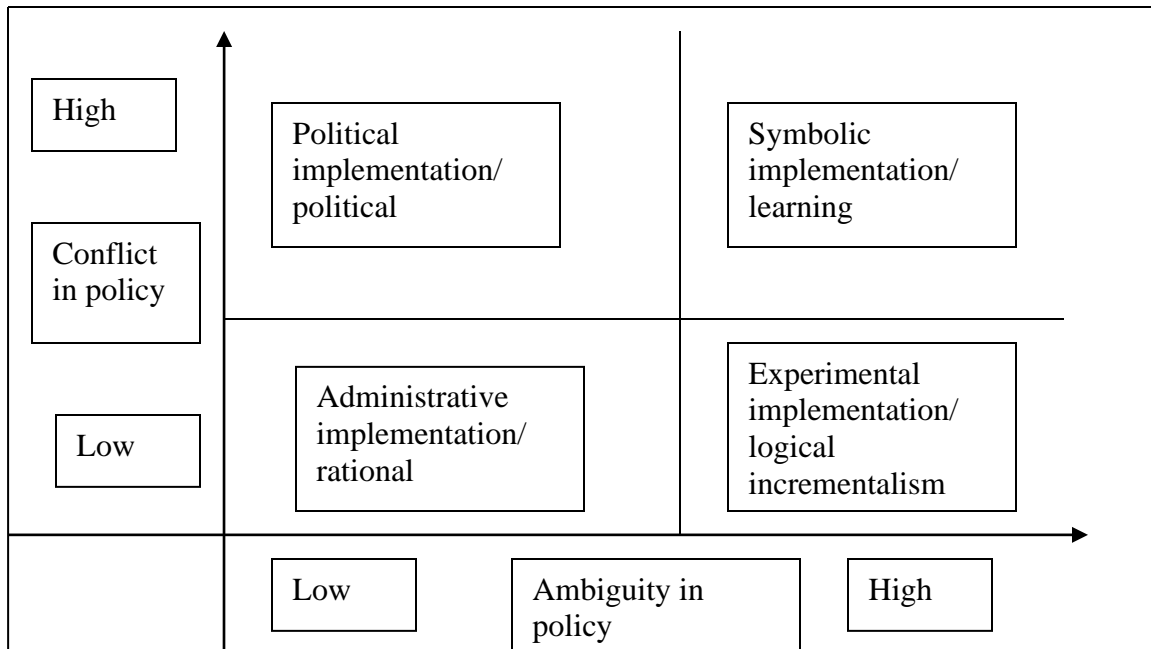 High
Political
implementation/
political
Symbolic
implementation/
learning
Conflict
in policy
Administrative
implementation/
rational
Experimental
implementation/
logical
incrementalism
Low
Low
Ambiguity in
policy
High